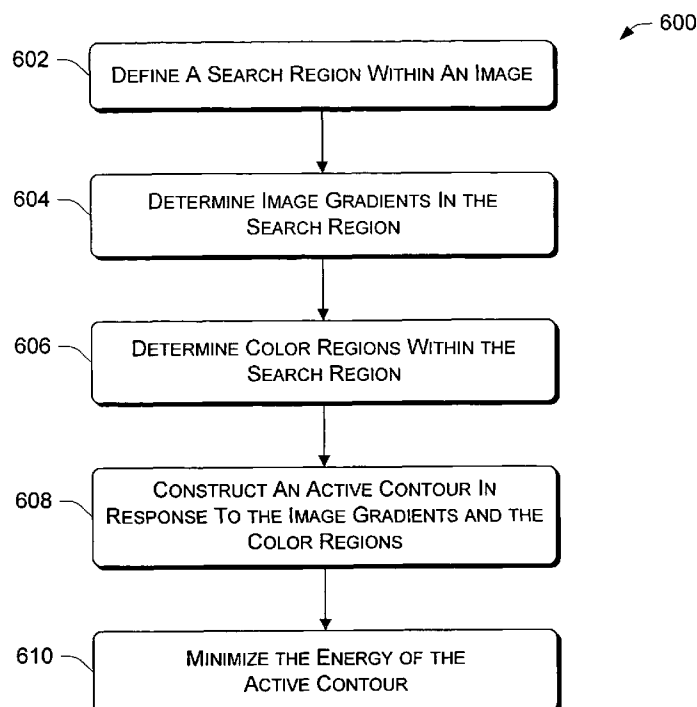 600
602
DEFINE A SEARCH REGION WITHIN AN IMAGE
604
DETERMINE IMAGE GRADIENTS IN THE
SEARCH REGION
606
DETERMINE COLOR REGIONS WITHIN THE
SEARCH REGION
608
CONSTRUCT AN ACTIVE CONTOUR IN
RESPONSE TO THE IMAGE GRADIENTS AND THE
COLOR REGIONS
610
MINIMIZE THE ENERGY OF THE
ACTIVE CONTOUR